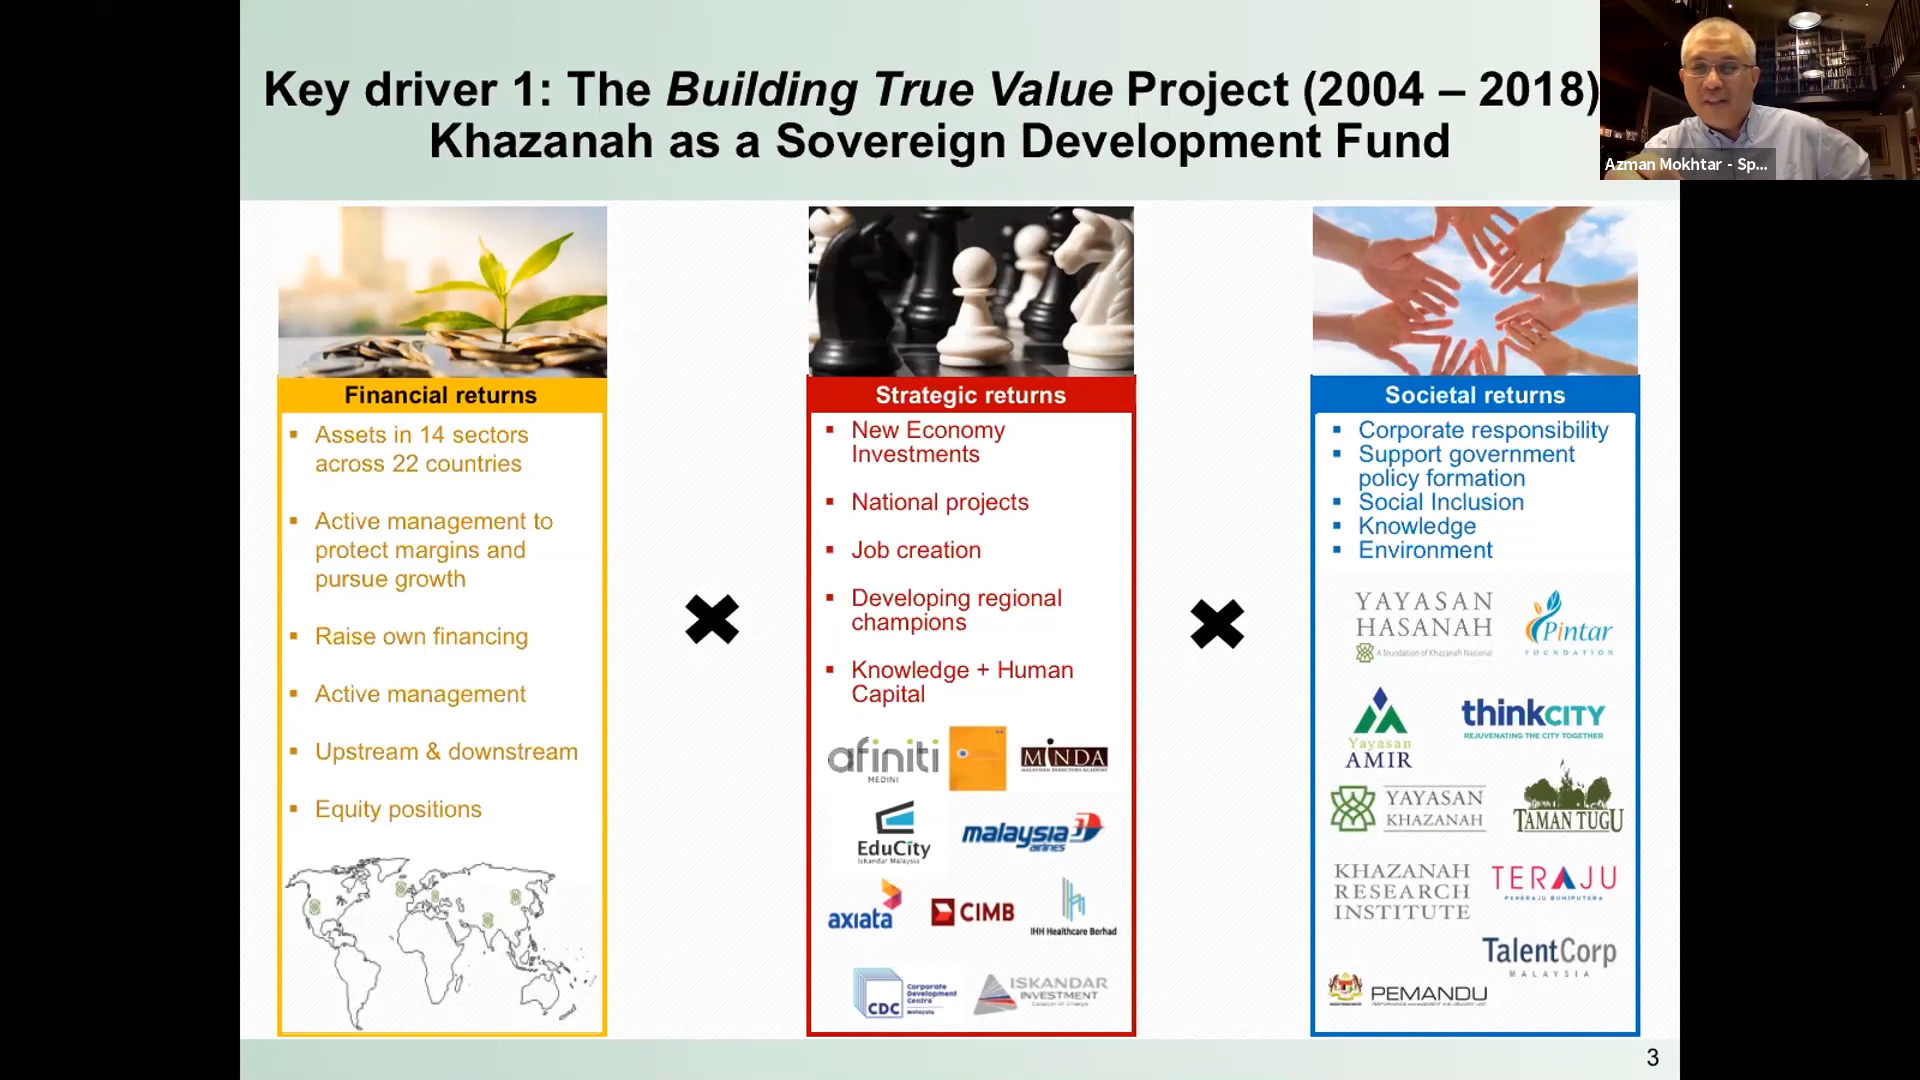 Key driver 1: The Building True Value Project (2004 – 2018)
Khazanah as a Sovereign Development Fund
Azman Mokhtar - Sp...
Financial returns
Assets in 14 sectors
across 22 countries
Active management to
protect margins and
pursue growth
Raise own financing
Active management
Upstream & downstream
Equity positions
Strategic returns
New Economy
Investments
National projects
Job creation
Developing regional
champions
Knowledge + Human
Capital
afiniti
MEDINI
MINDA
MALAYSIAN DIRECTORS ACADEMY
EduCity
Iskandar Malaysia
malaysia
airlines
axiata
CIMB
IHH Healthcare Berhad
CDC
Corporate
Development
Centre
Malaysia
ISKANDAR
INVESTMENT
Societal returns
Corporate responsibility
Support government
policy formation
Social Inclusion
Knowledge
Environment
YAYASAN
HASANAH
A foundation of Khazanah Nasional
Pintar
FOUNDATION
Yayasan
AMIR
thinkCITY
REJUVENATING THE CITY TOGETHER
YAYASAN
KHAZANAH
TAMAN TUGU
KHAZANAH
RESEARCH
INSTITUTE
TERAJU
PENERAJU BUMIPUTERA
TalentCorp
MALAYSIA
PEMANDU
3